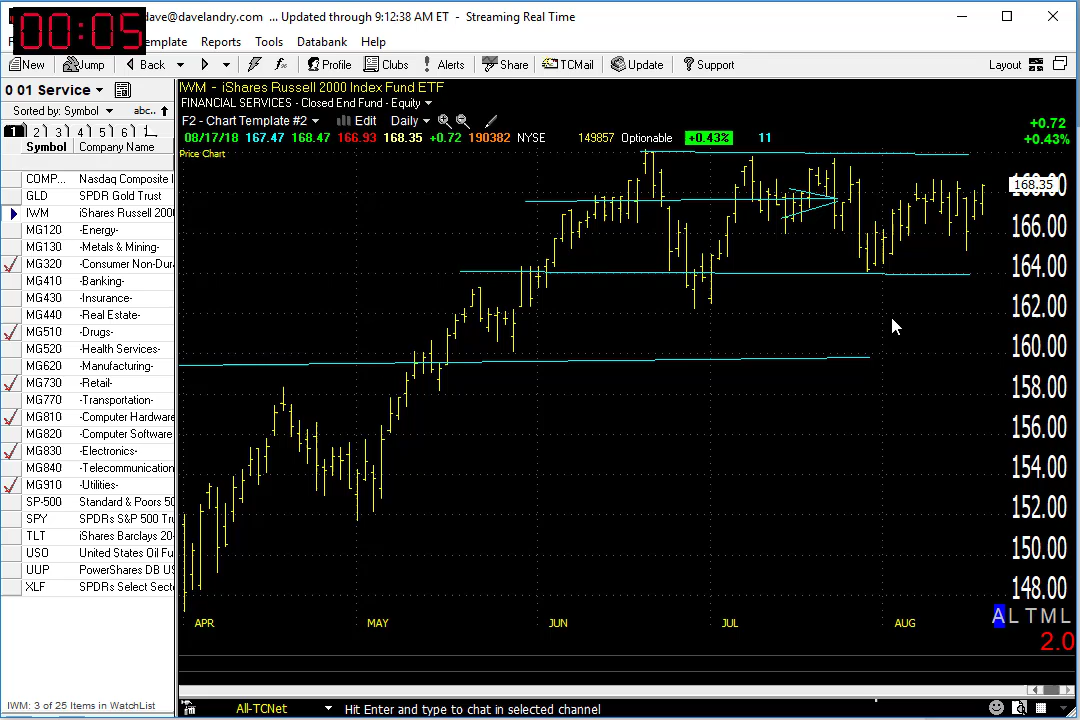 00:05
dave@davelandry.com ... Updated through 9:12:38 AM ET - Streaming Real Time
Template Reports Tools Databank Help
New Jump Back Profile Clubs Alerts Share TCMail Update Support Layout
0 01 Service
Sorted by: Symbol abc..
1 2 3 4 5 6
Symbol Company Name
COMP... Nasdaq Composite I
GLD SPDR Gold Trust
IWM iShares Russell 2000
MG120 -Energy-
MG130 -Metals & Mining-
MG320 -Consumer Non-Dur
MG410 -Banking-
MG430 -Insurance-
MG440 -Real Estate-
MG510 -Drugs-
MG520 -Health Services-
MG620 -Manufacturing-
MG730 -Retail-
MG770 -Transportation-
MG810 -Computer Hardware
MG820 -Computer Software
MG830 -Electronics-
MG840 -Telecommunication
MG910 -Utilities-
SP-500 Standard & Poors 50
SPY SPDRs S&P 500 Tru
TLT iShares Barclays 20-
USO United States Oil Fu
UUP PowerShares DB US
XLF SPDRs Select Secto
IWM: 3 of 25 Items in WatchList
IWM - iShares Russell 2000 Index Fund ETF
FINANCIAL SERVICES - Closed End Fund - Equity
F2 - Chart Template #2 Edit Daily
08/17/18 167.47 168.47 166.93 168.35 +0.72 190382 NYSE 149857 Optionable +0.43% 11
+0.72
+0.43%
Price Chart
168.35
166.00
164.00
162.00
160.00
158.00
156.00
154.00
152.00
150.00
148.00
APR MAY JUN JUL AUG
A L T M L
2.0
All-TCNet Hit Enter and type to chat in selected channel